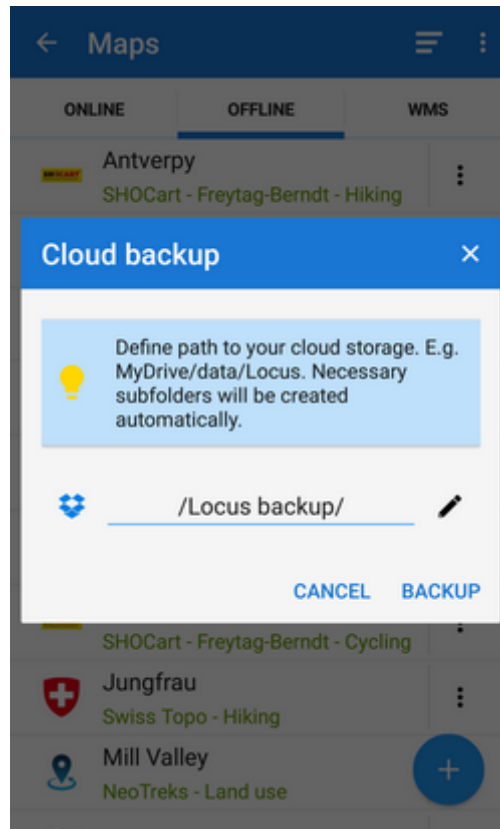 Maps
ONLINE OFFLINE WMS
Antverpy
SHOCart - Freytag-Berndt - Hiking
Cloud backup
Define path to your cloud storage. E.g.
MyDrive/data/Locus. Necessary
subfolders will be created
automatically.
/Locus backup/
CANCEL BACKUP
SHOCart - Freytag-Berndt - Cycling
Jungfrau
Swiss Topo - Hiking
Mill Valley
NeoTreks - Land use